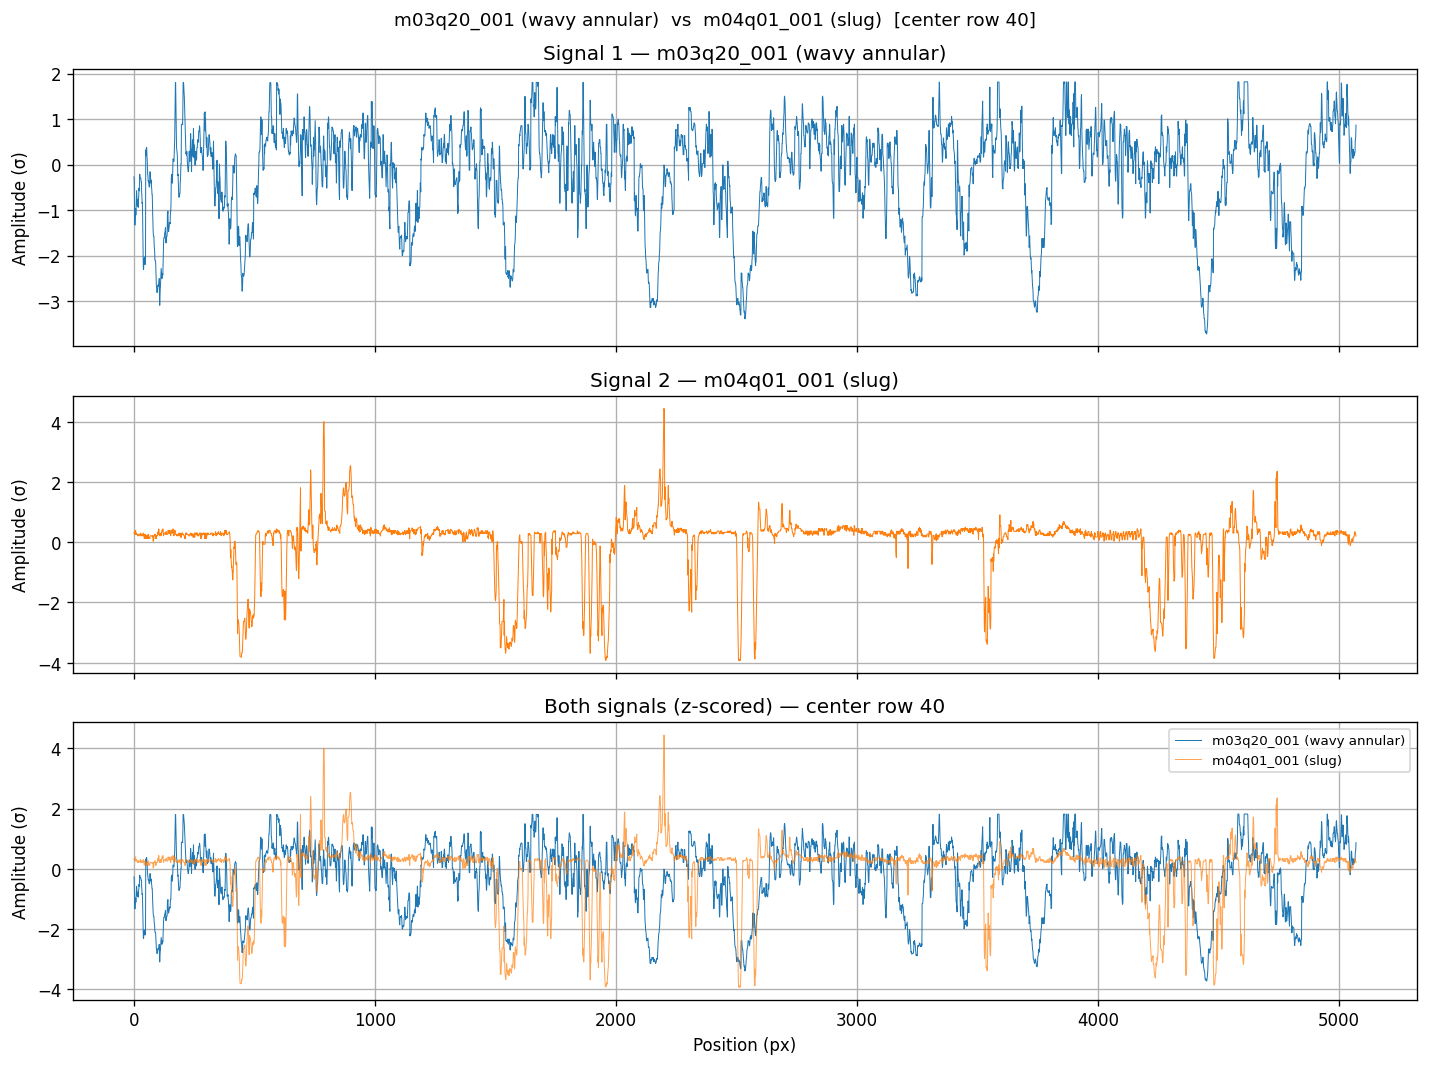 m03q20_001 (wavy annular)  vs  m04q01_001 (slug)  [center row 40]
Signal 1 — m03q20_001 (wavy annular)
2
1
0
−1
−2
−3
Amplitude (σ)
Signal 2 — m04q01_001 (slug)
4
2
0
−2
−4
Amplitude (σ)
Both signals (z-scored) — center row 40
m03q20_001 (wavy annular)
m04q01_001 (slug)
4
2
0
−2
−4
Amplitude (σ)
0 1000 2000 3000 4000 5000
Position (px)